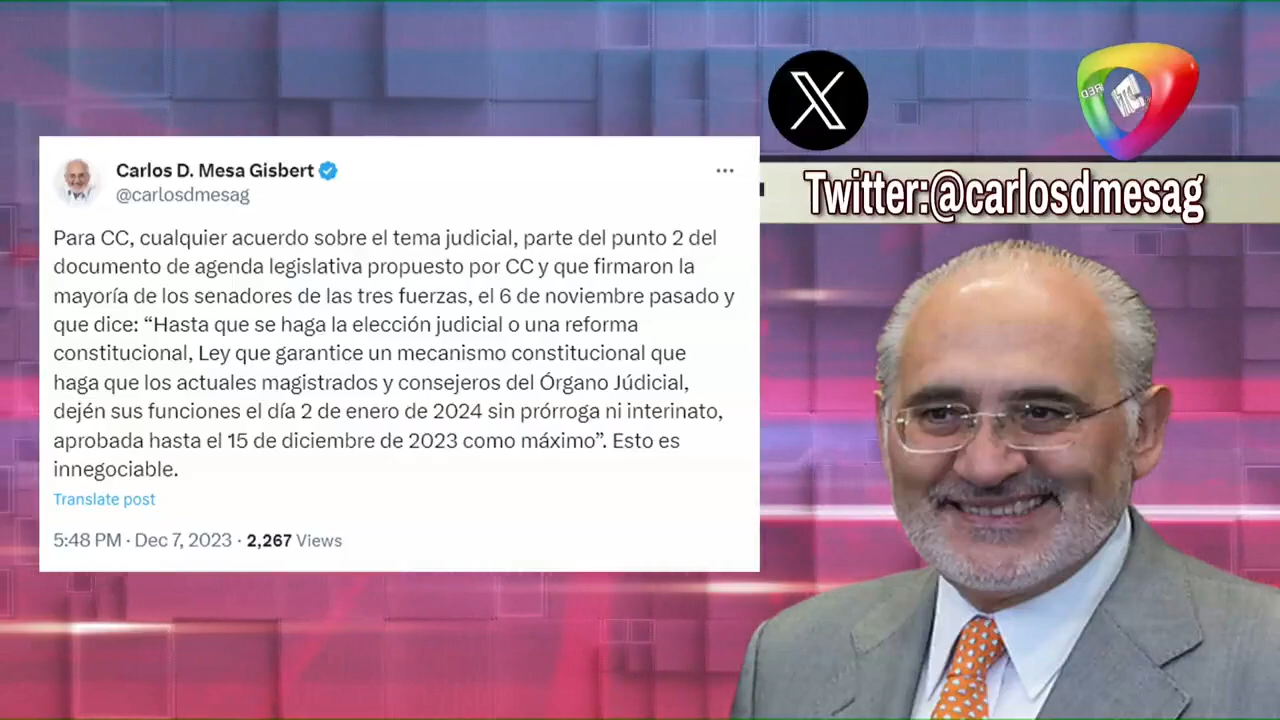 Carlos D. Mesa Gisbert
@carlosdmesag
Para CC, cualquier acuerdo sobre el tema judicial, parte del punto 2 del
documento de agenda legislativa propuesto por CC y que firmaron la
mayoría de los senadores de las tres fuerzas, el 6 de noviembre pasado y
que dice: “Hasta que se haga la elección judicial o una reforma
constitucional, Ley que garantice un mecanismo constitucional que
haga que los actuales magistrados y consejeros del Órgano Júdicial,
dején sus funciones el día 2 de enero de 2024 sin prórroga ni interinato,
aprobada hasta el 15 de diciembre de 2023 como máximo”. Esto es
innegociable.
Translate post
5:48 PM · Dec 7, 2023 · 2,267 Views
X
RED
Twitter:@carlosdmesag